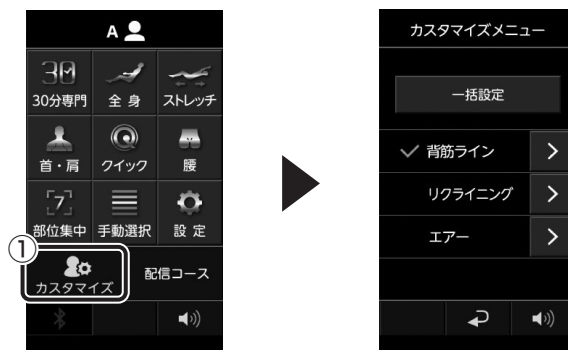 A
30
30分専門 全 身 ストレッチ
首・肩 クイック 腰
7
部位集中 手動選択 設 定
①
カスタマイズ 配信コース
カスタマイズメニュー
一括設定
背筋ライン
リクライニング
エアー